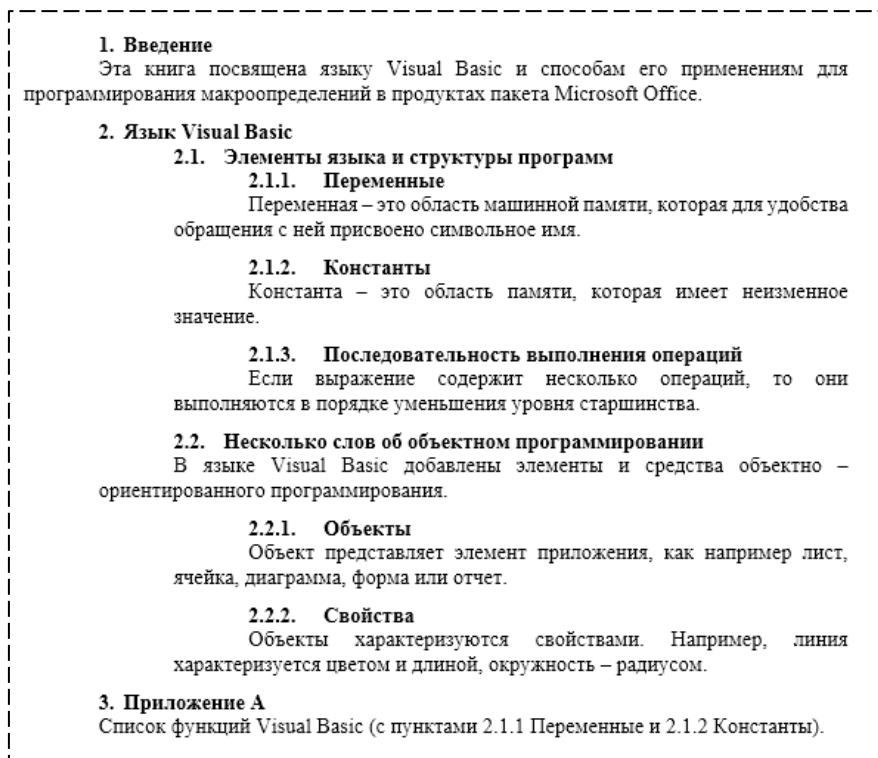 1. Введение
Эта книга посвящена языку Visual Basic и способам его применениям для
программирования макроопределений в продуктах пакета Microsoft Office.
2. Язык Visual Basic
2.1. Элементы языка и структуры программ
2.1.1. Переменные
Переменная – это область машинной памяти, которая для удобства
обращения с ней присвоено символьное имя.
2.1.2. Константы
Константа – это область памяти, которая имеет неизменное
значение.
2.1.3. Последовательность выполнения операций
Если выражение содержит несколько операций, то они
выполняются в порядке уменьшения уровня старшинства.
2.2. Несколько слов об объектном программировании
В языке Visual Basic добавлены элементы и средства объектно –
ориентированного программирования.
2.2.1. Объекты
Объект представляет элемент приложения, как например лист,
ячейка, диаграмма, форма или отчет.
2.2.2. Свойства
Объекты характеризуются свойствами. Например, линия
характеризуется цветом и длиной, окружность – радиусом.
3. Приложение А
Список функций Visual Basic (с пунктами 2.1.1 Переменные и 2.1.2 Константы).